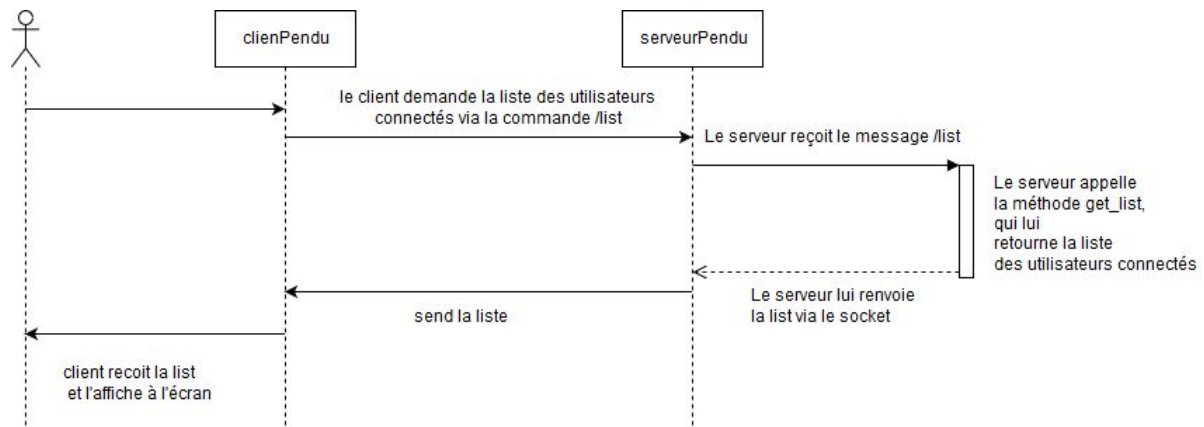 clienPendu
serveurPendu
le client demande la liste des utilisateurs
connectés via la commande /list
Le serveur reçoit le message /list
Le serveur appelle
la méthode get_list,
qui lui
retourne la liste
des utilisateurs connectés
Le serveur lui renvoie
la list via le socket
send la liste
client recoit la list
et l'affiche à l'écran